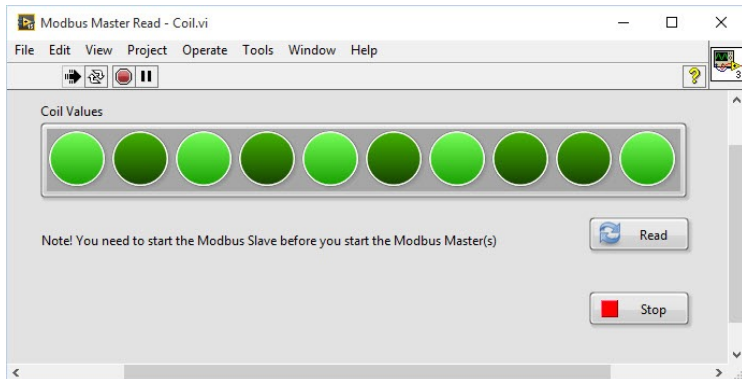 Modbus Master Read - Coil.vi
File Edit View Project Operate Tools Window Help
?
3
Coil Values
Note! You need to start the Modbus Slave before you start the Modbus Master(s)
Read
Stop